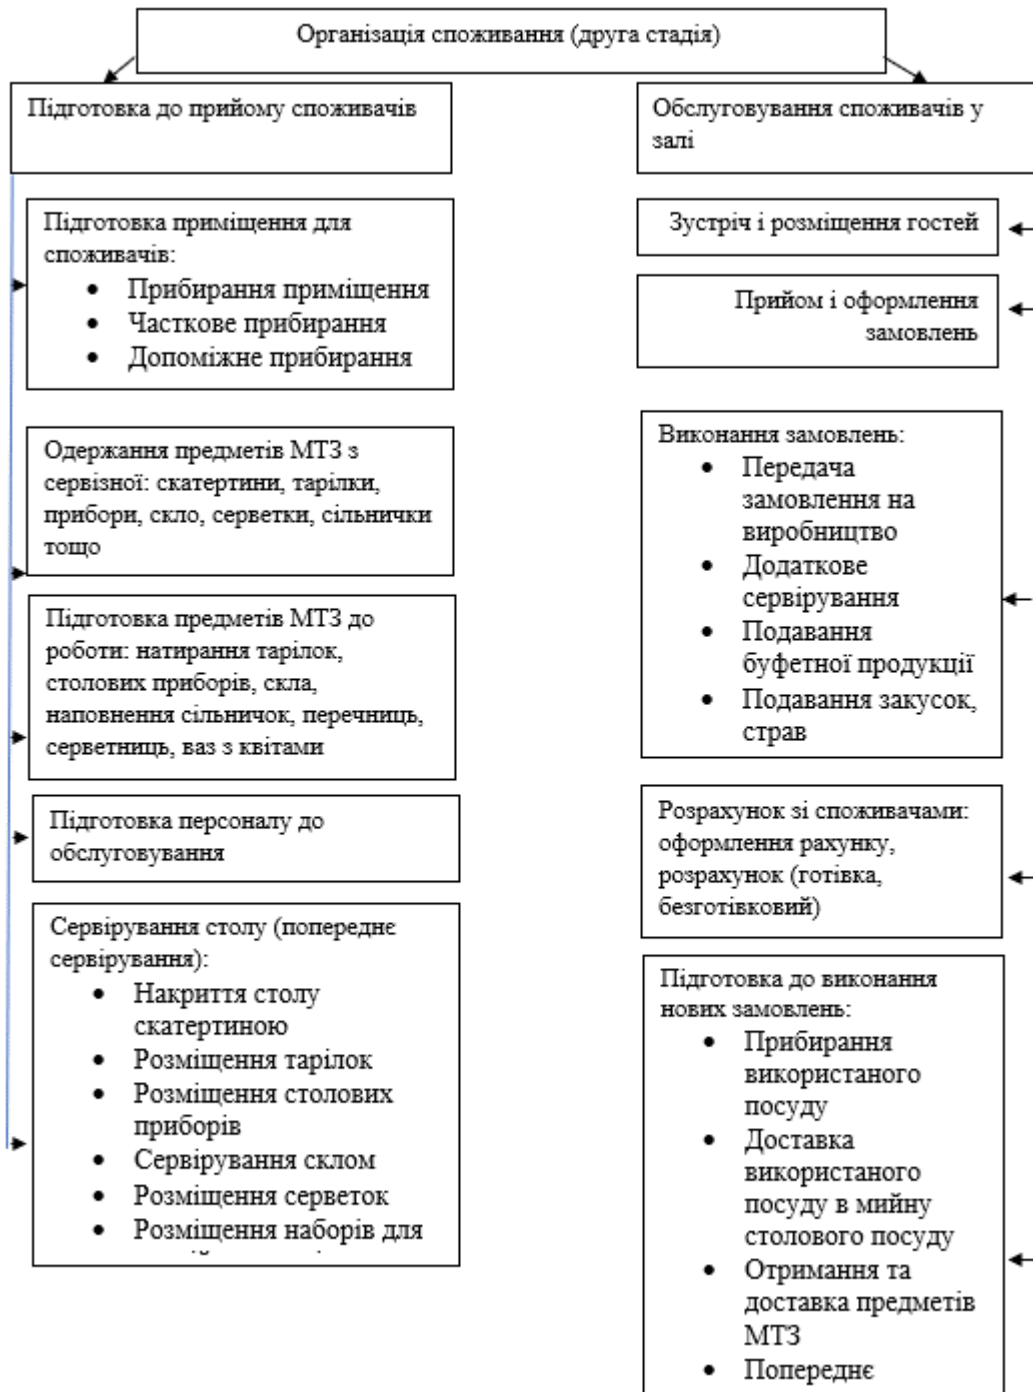 Організація споживання (друга стадія)
Підготовка до прийому споживачів
Підготовка приміщення для
споживачів:
• Прибирання приміщення
• Часткове прибирання
• Допоміжне прибирання
Одержання предметів МТЗ з
сервізної: скатертини, тарілки,
прибори, скло, серветки, сільнички
тощо
Підготовка предметів МТЗ до
роботи: натирання тарілок,
столових приборів, скла,
наповнення сільничок, перечниць,
серветниць, ваз з квітами
Підготовка персоналу до
обслуговування
Сервірування столу (попереднє
сервірування):
• Накриття столу
скатертиною
• Розміщення тарілок
• Розміщення столових
приборів
• Сервірування склом
• Розміщення серветок
• Розміщення наборів для
Обслуговування споживачів у
залі
Зустріч і розміщення гостей
Прийом і оформлення
замовлень
Виконання замовлень:
• Передача
замовлення на
виробництво
• Додаткове
сервірування
• Подавання
буфетної продукції
• Подавання закусок,
страв
Розрахунок зі споживачами:
оформлення рахунку,
розрахунок (готівка,
безготівковий)
Підготовка до виконання
нових замовлень:
• Прибирання
використаного
посуду
• Доставка
використаного
посуду в мийну
столового посуду
• Отримання та
доставка предметів
МТЗ
• Попереднє